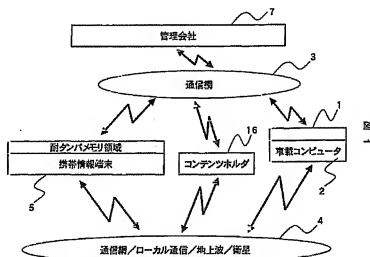 7
管理会社
3
通信網
1
図
耐タンパメモリ領域
携帯情報端末
16
コンテンツホルダ
車載コンピュータ
5
2
4
通信網/ローカル通信/地上波/衛星